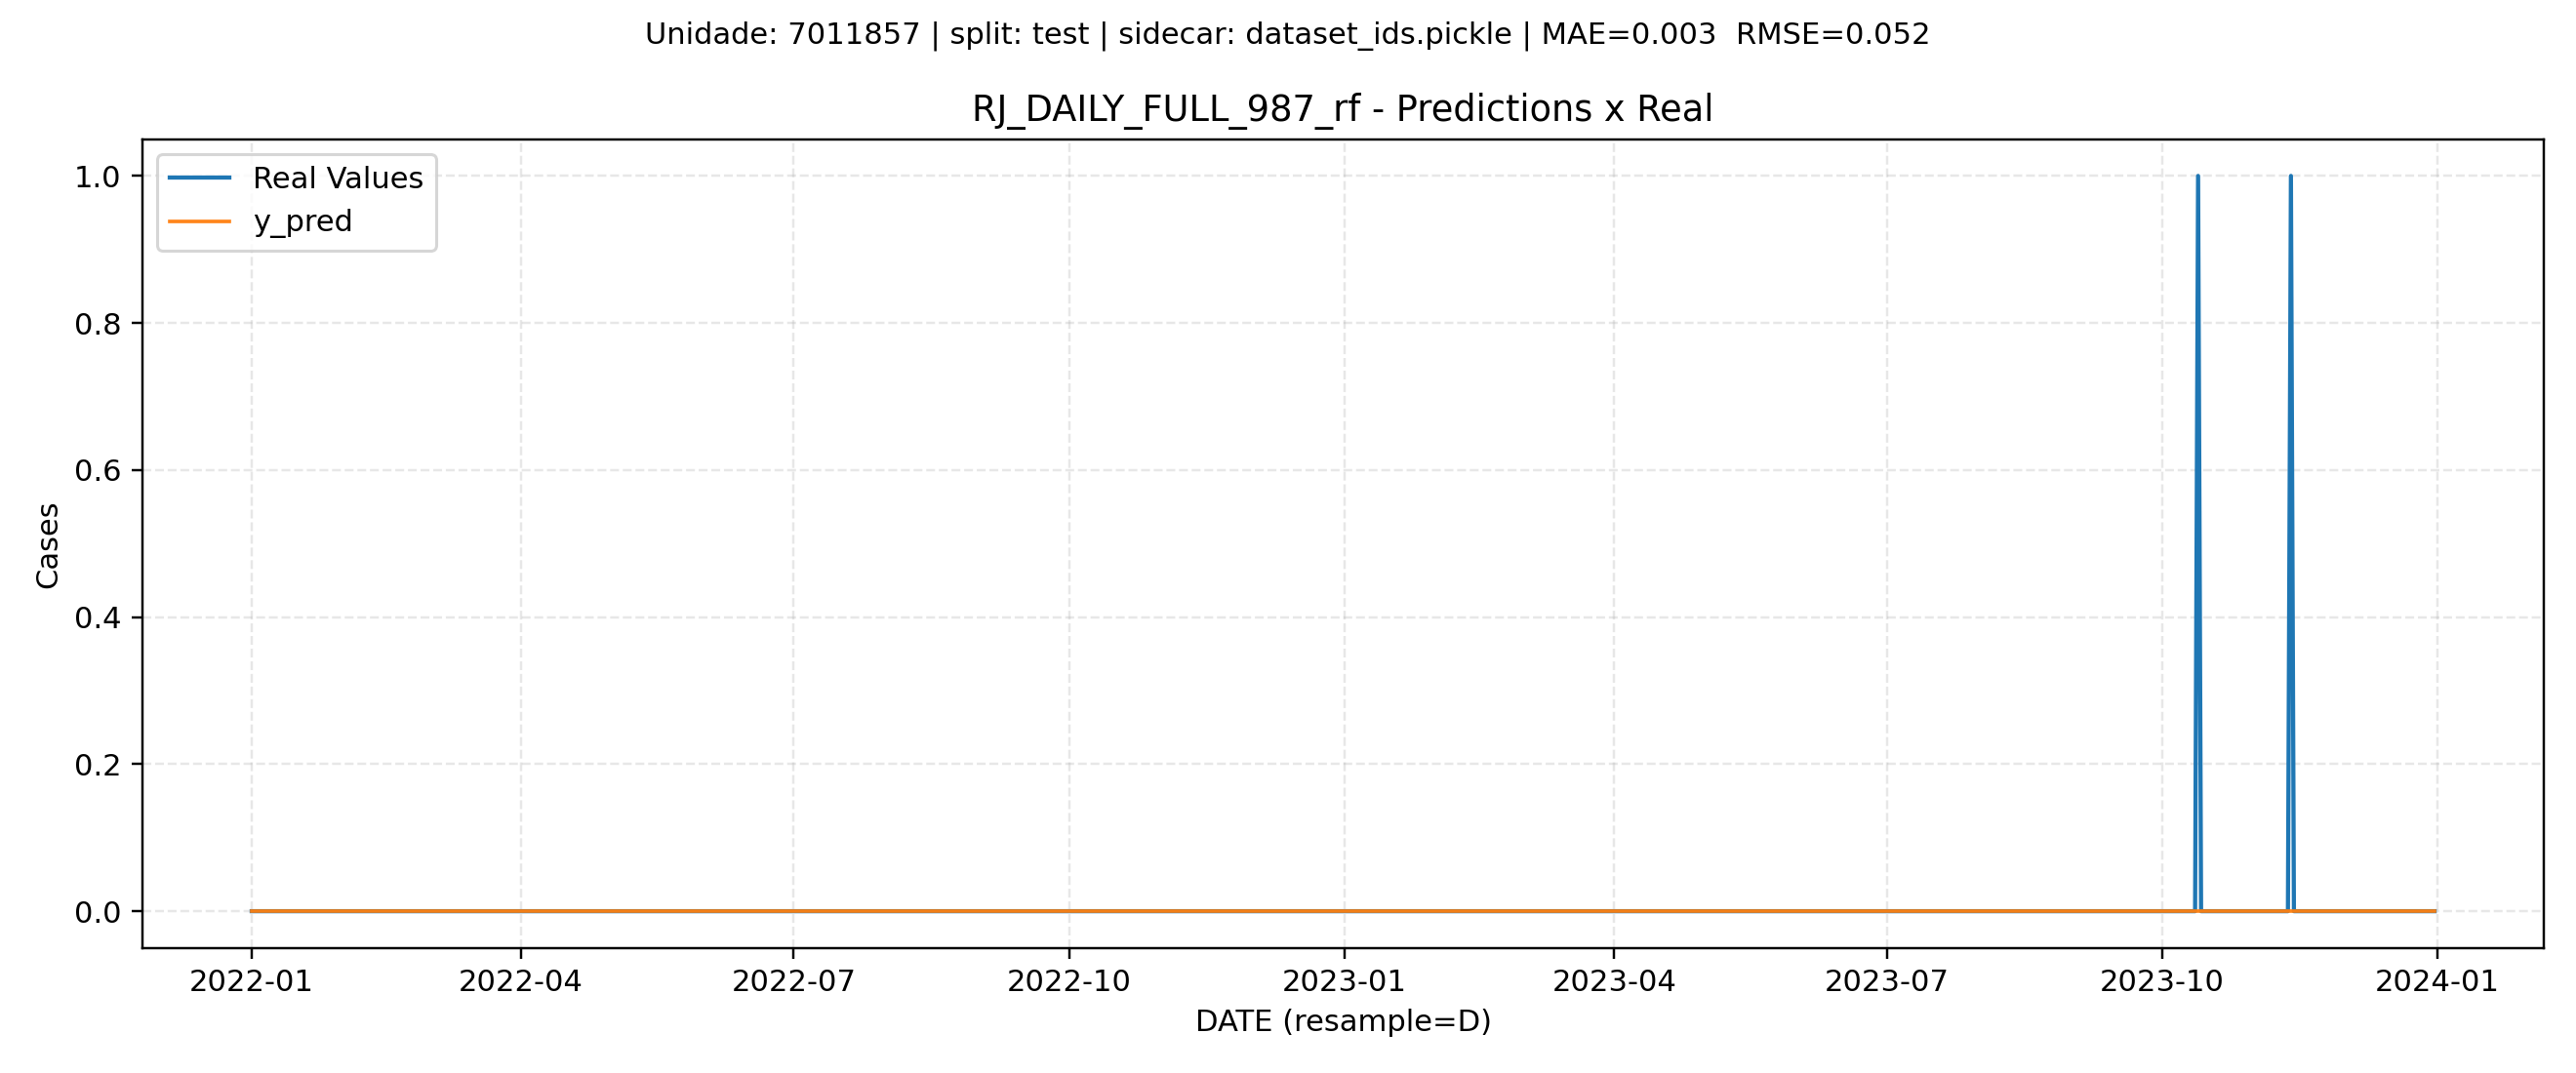 Unidade: 7011857 | split: test | sidecar: dataset_ids.pickle | MAE=0.003  RMSE=0.052
RJ_DAILY_FULL_987_rf - Predictions x Real
Real Values
y_pred
1.0
0.8
0.6
0.4
0.2
0.0
Cases
2022-01 2022-04 2022-07 2022-10 2023-01 2023-04 2023-07 2023-10 2024-01
DATE (resample=D)